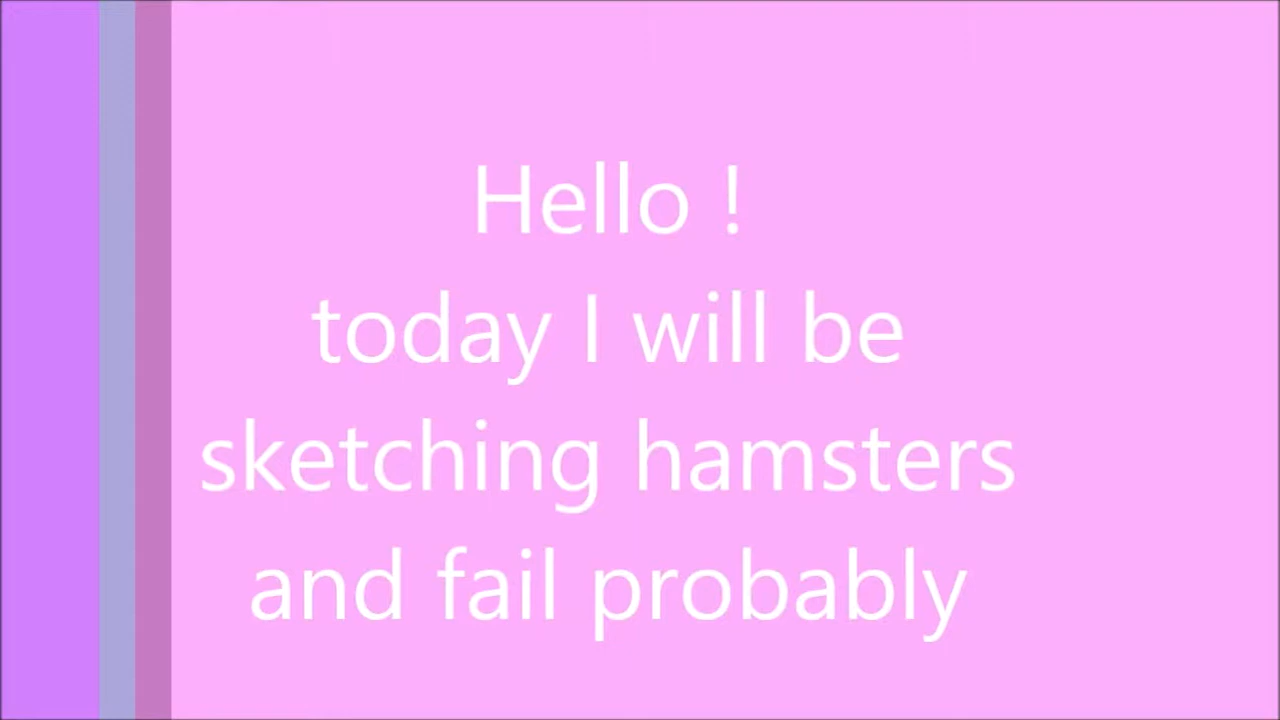 Hello !
today I will be
sketching hamsters
and fail probably